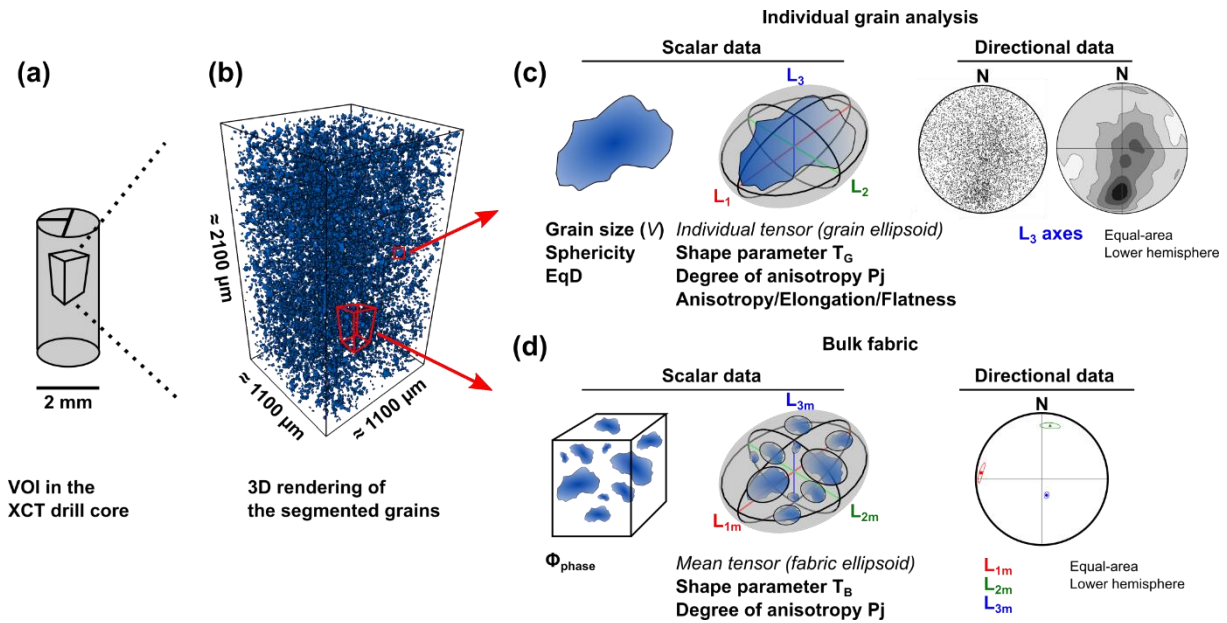 Individual grain analysis
Scalar data
Directional data
(a)
(b)
(c)
L3
N
N
L1
L2
≈ 2100 µm
≈ 1100 µm
≈ 1100 µm
2 mm
Grain size (V)
Sphericity
EqD
Individual tensor (grain ellipsoid)
Shape parameter TG
Degree of anisotropy Pj
Anisotropy/Elongation/Flatness
L3 axes
Equal-area
Lower hemisphere
(d)
Bulk fabric
Scalar data
Directional data
L3m
N
L1m
L2m
VOI in the
XCT drill core
3D rendering of
the segmented grains
Φphase
Mean tensor (fabric ellipsoid)
Shape parameter TB
Degree of anisotropy Pj
L1m
L2m
L3m
Equal-area
Lower hemisphere